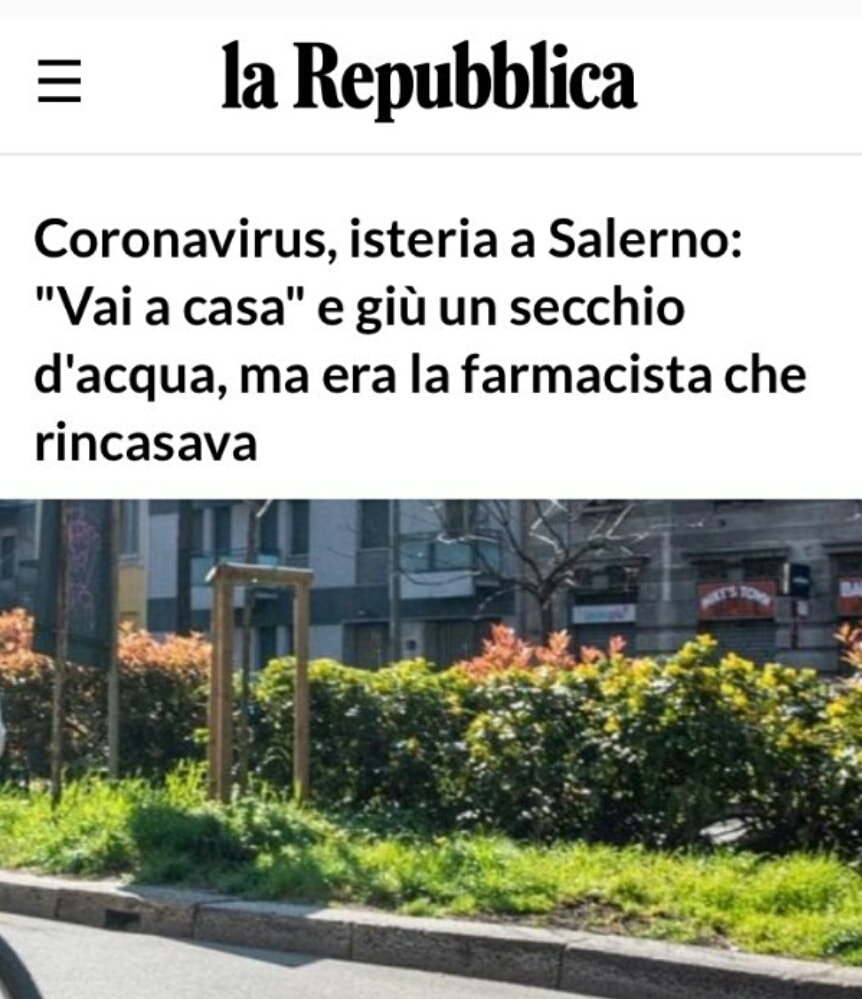 la Repubblica
Coronavirus, isteria a Salerno:
"Vai a casa" e giù un secchio
d'acqua, ma era la farmacista che
rincasava